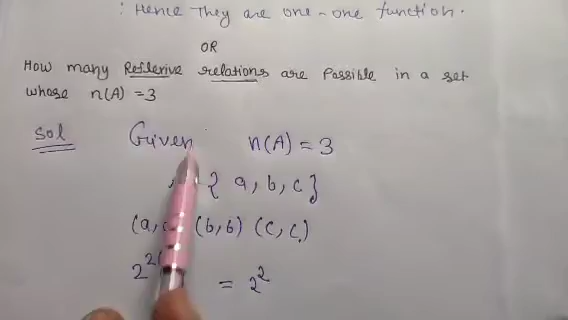 : Hence They are one-one function.
OR
How many Reflexive relations are Possible in a set
whose n(A) = 3
Sol Given n(A) = 3
{ a, b, c }
(a, (b, b) (c, c)
2 = 2²